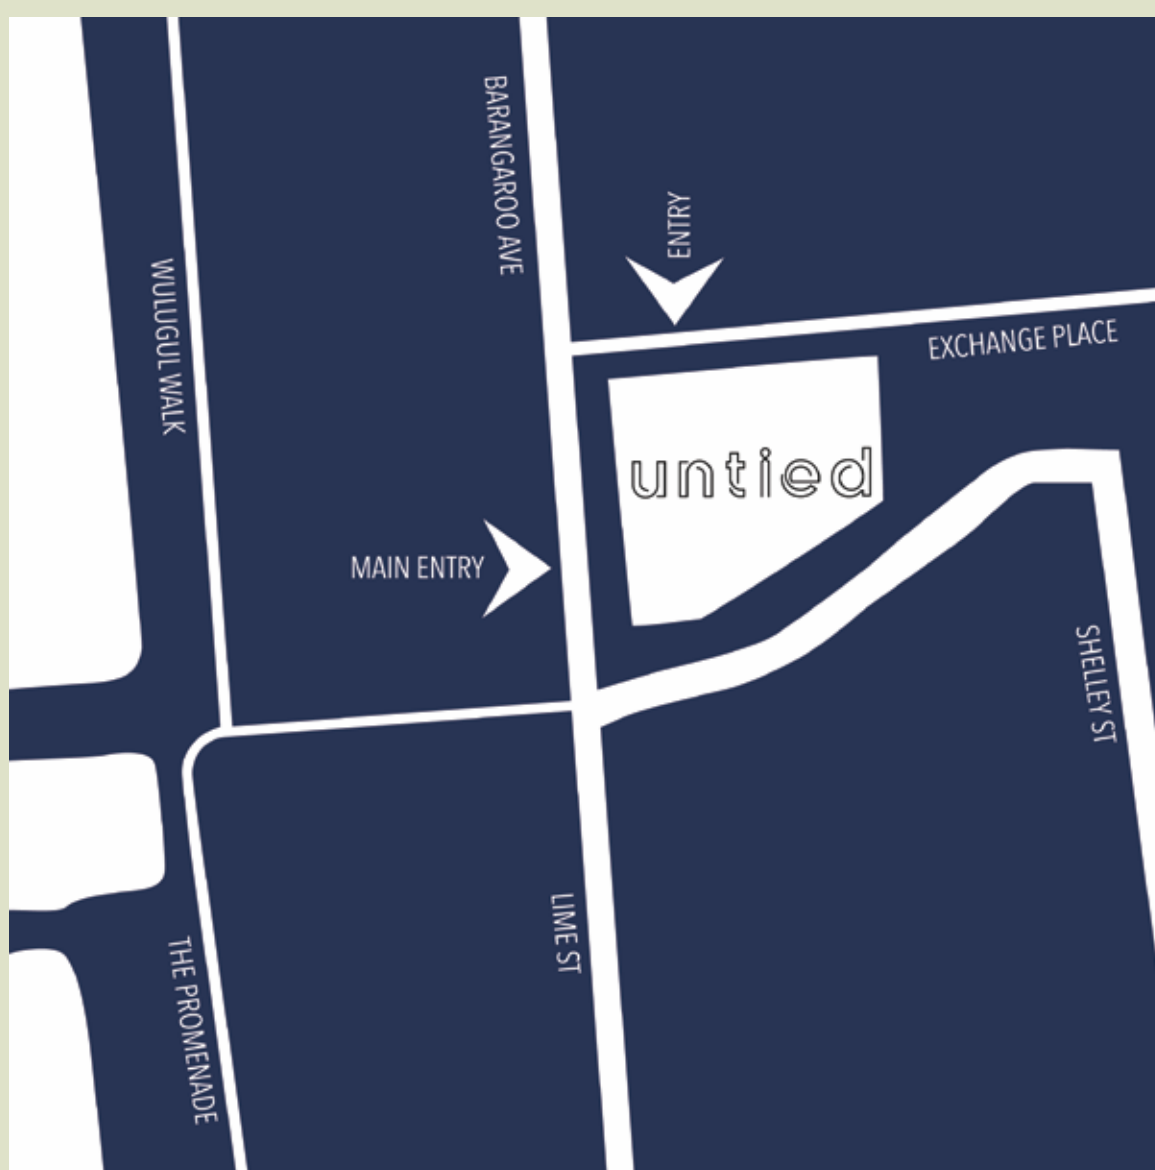 BARANGAROO AVE
ENTRY
WULUGUL WALK
EXCHANGE PLACE
untied
MAIN ENTRY
SHELLEY ST
LIME ST
THE PROMENADE